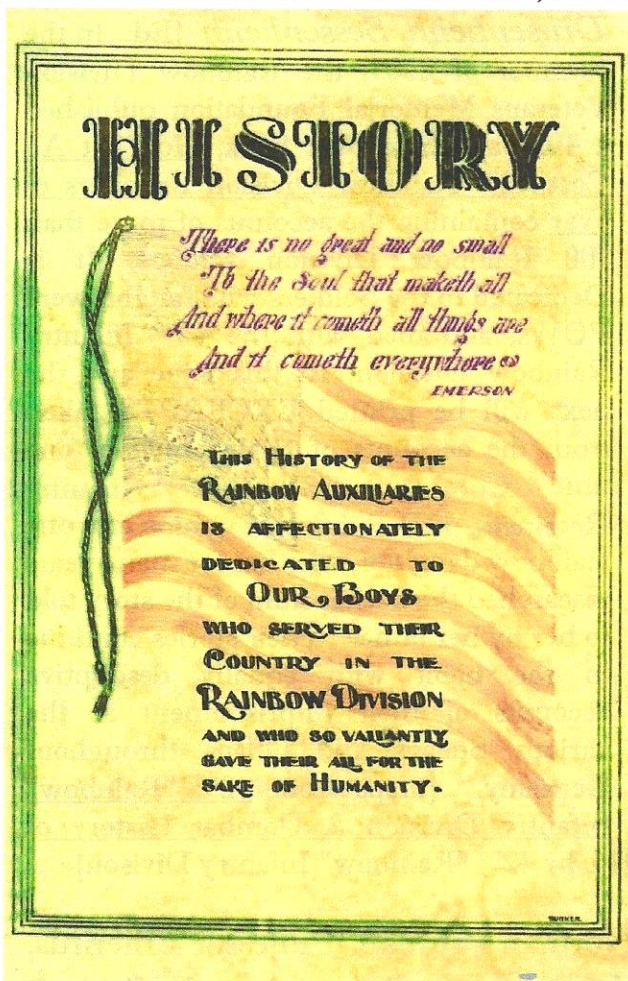 HISTORY
There is no great and no small
To the Soul that maketh all
And where it cometh all things are
And it cometh everywhere
EMERSON
THIS HISTORY OF THE
RAINBOW AUXILIARIES
IS AFFECTIONATELY
DEDICATED TO
OUR BOYS
WHO SERVED THEIR
COUNTRY IN THE
RAINBOW DIVISION
AND WHO SO VALIANTLY
GAVE THEIR ALL FOR THE
SAKE OF HUMANITY.